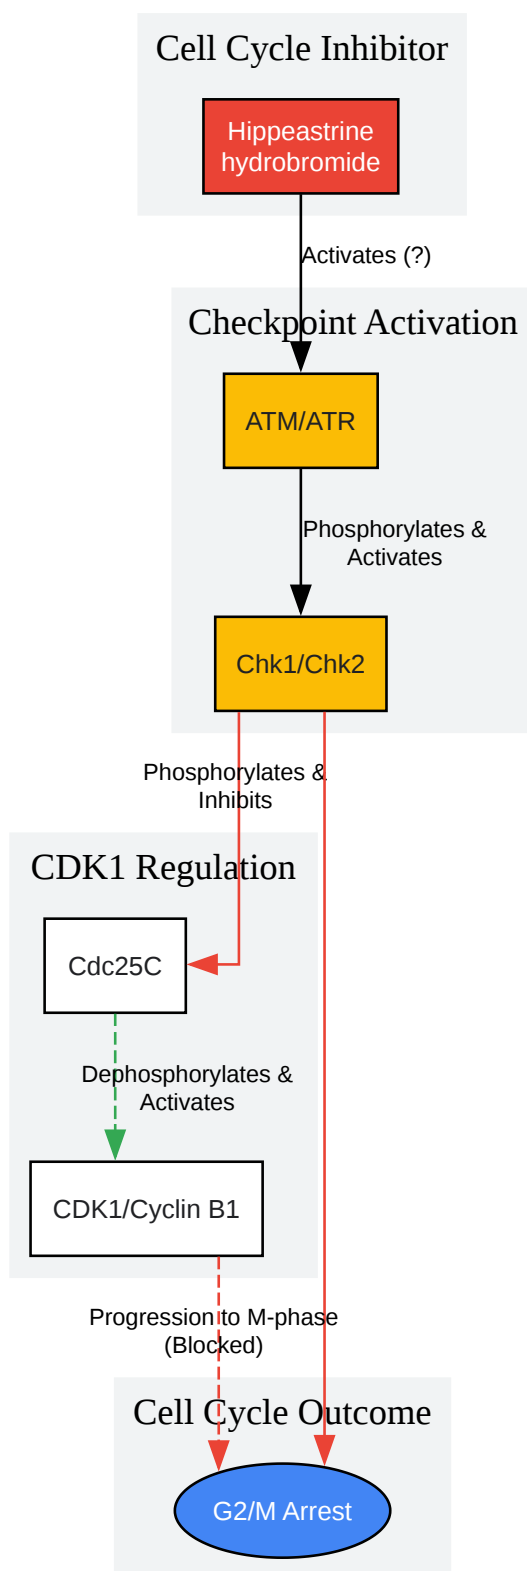 Cell Cycle Inhibitor
Hippeastrine
hydrobromide
Activates (?)
Checkpoint Activation
ATM/ATR
Phosphorylates &
Activates
Chk1/Chk2
Phosphorylates &
Inhibits
CDK1 Regulation
Cdc25C
Dephosphorylates &
Activates
CDK1/Cyclin B1
Progression to M-phase
(Blocked)
Cell Cycle Outcome
G2/M Arrest